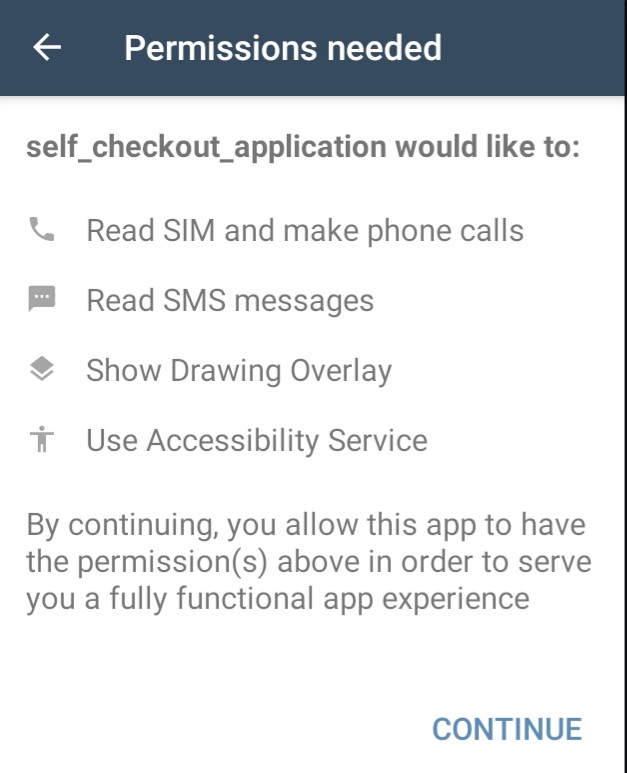 Permissions needed
self_checkout_application would like to:
Read SIM and make phone calls
Read SMS messages
Show Drawing Overlay
Use Accessibility Service
By continuing, you allow this app to have
the permission(s) above in order to serve
you a fully functional app experience
CONTINUE